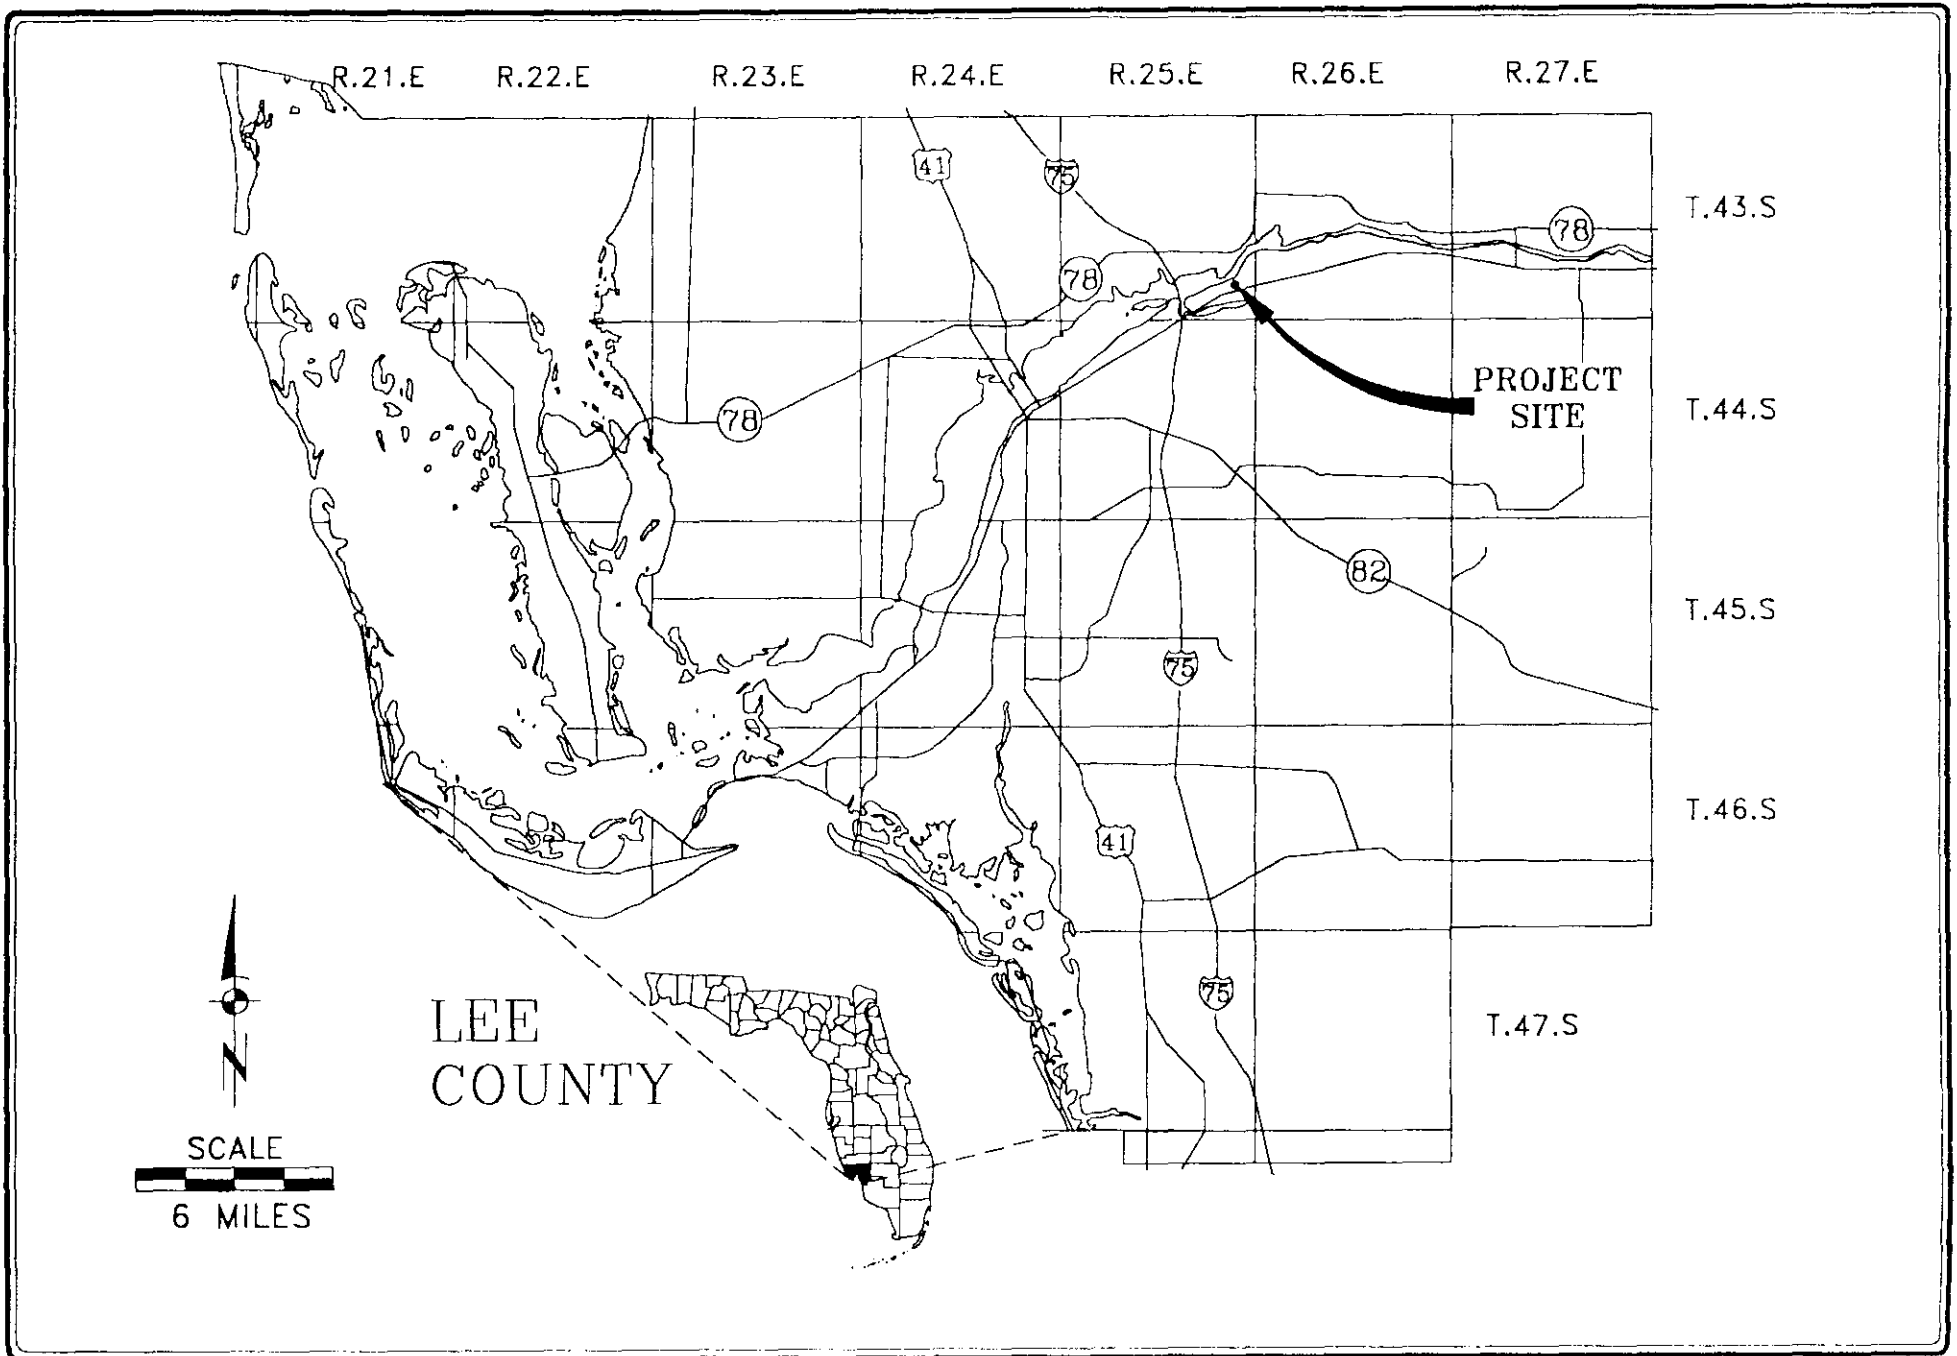 R.21.E R.22.E R.23.E R.24.E R.25.E R.26.E R.27.E
41
75
T.43.S
78
78
PROJECT
SITE
T.44.S
78
82
T.45.S
75
T.46.S
41
75
LEE
COUNTY
T.47.S
N
SCALE
6 MILES